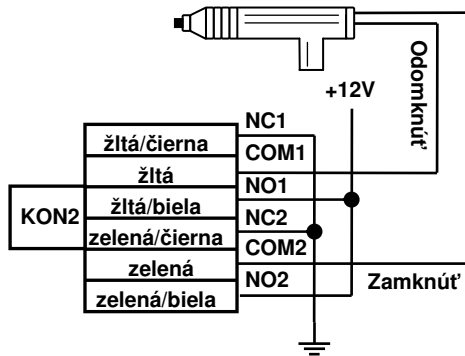 Odomknúť
+12V
NC1
žltá/čierna
COM1
žltá
NO1
KON2
žltá/biela
NC2
zelená/čierna
COM2
zelená
NO2
Zamknúť
zelená/biela